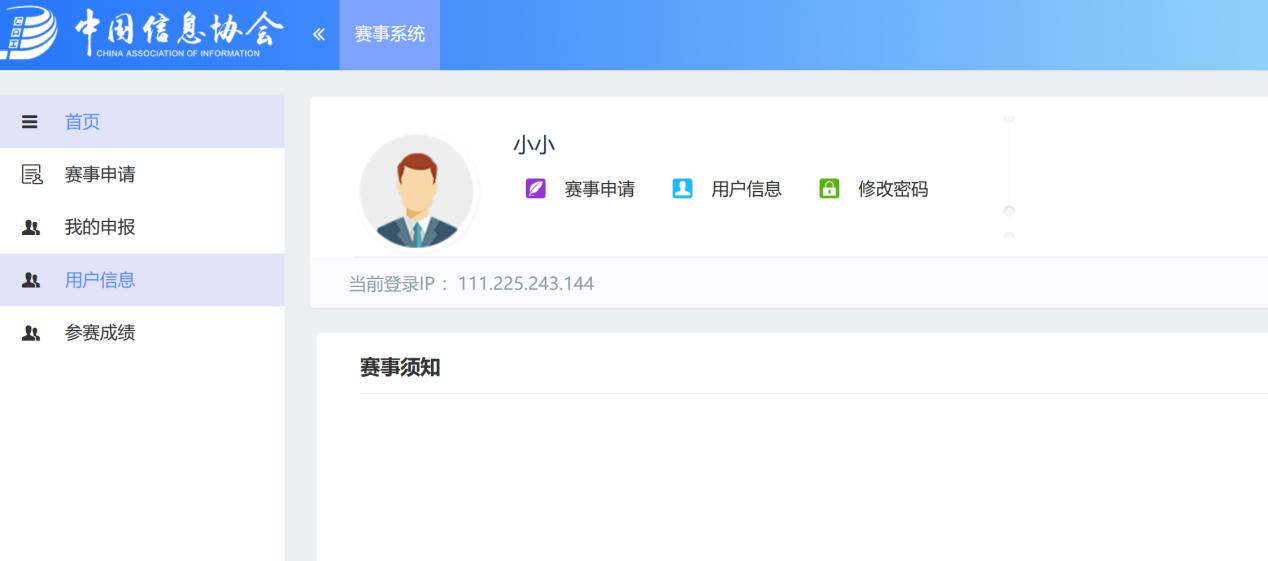 中国信息协会
CHINA ASSOCIATION OF INFORMATION
赛事系统
首页
赛事申请
我的申报
用户信息
参赛成绩
小小
赛事申请 用户信息 修改密码
当前登录IP： 111.225.243.144
赛事须知